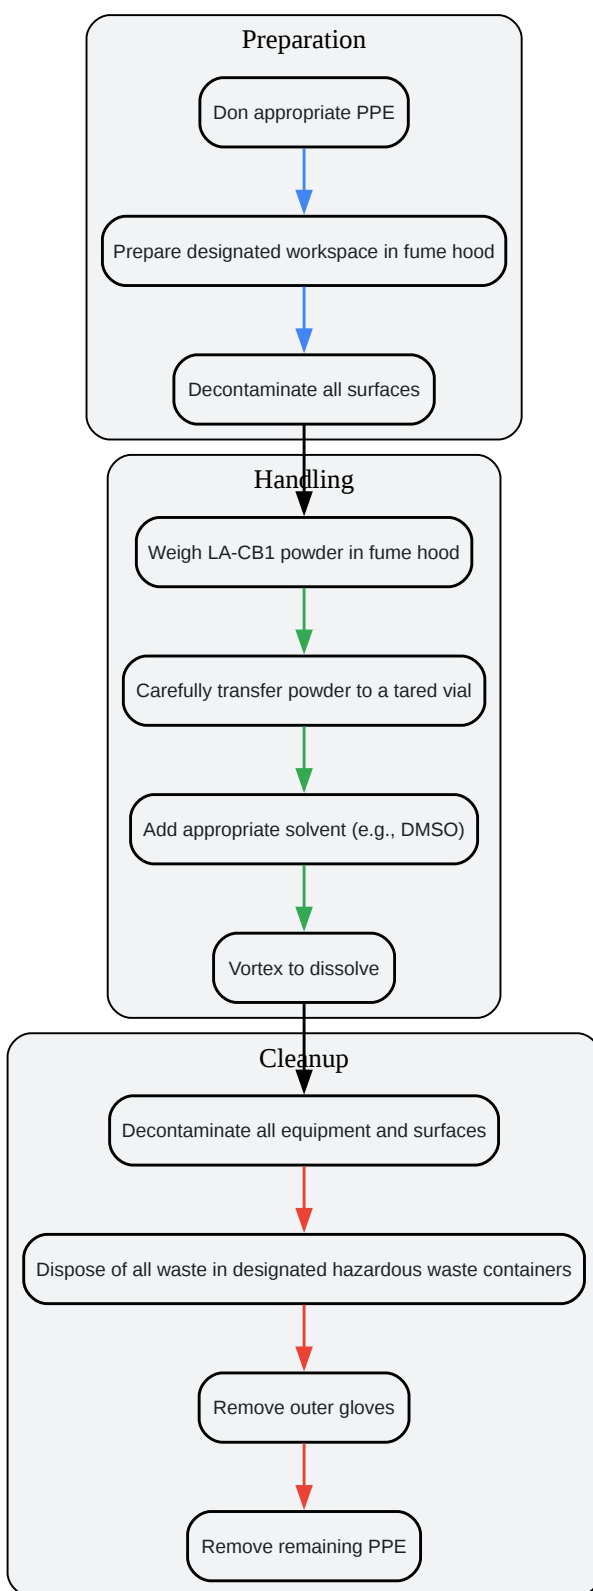 Preparation
Don appropriate PPE
Prepare designated workspace in fume hood
Decontaminate all surfaces
Handling
Weigh LA-CB1 powder in fume hood
Carefully transfer powder to a tared vial
Add appropriate solvent (e.g., DMSO)
Vortex to dissolve
Cleanup
Decontaminate all equipment and surfaces
Dispose of all waste in designated hazardous waste containers
Remove outer gloves
Remove remaining PPE